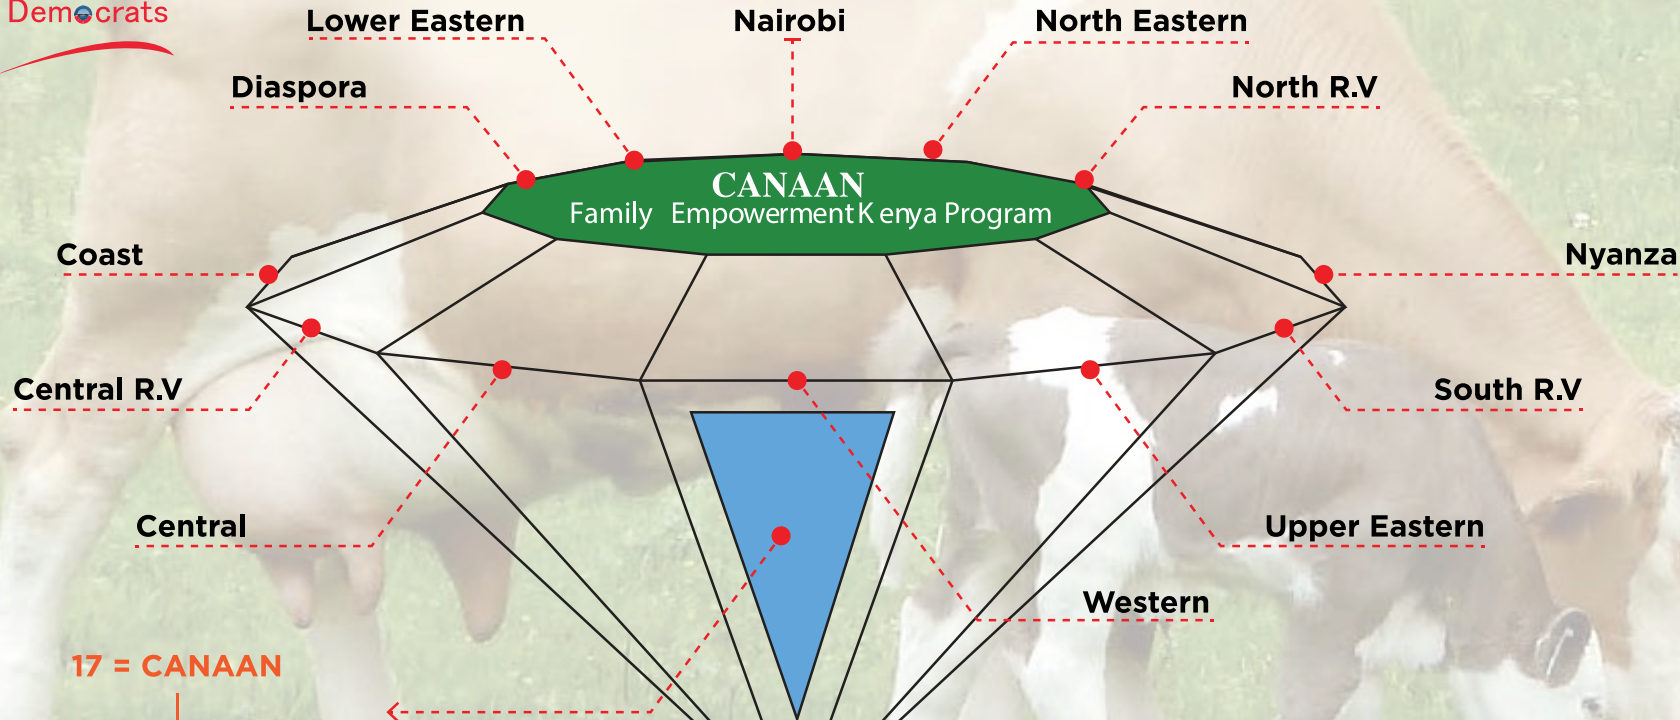 Democrats
Lower Eastern
Nairobi
North Eastern
Diaspora
North R.V
CANAAN
Family Empowerment Kenya Program
Coast
Nyanza
Central R.V
South R.V
Central
Upper Eastern
Western
17 = CANAAN